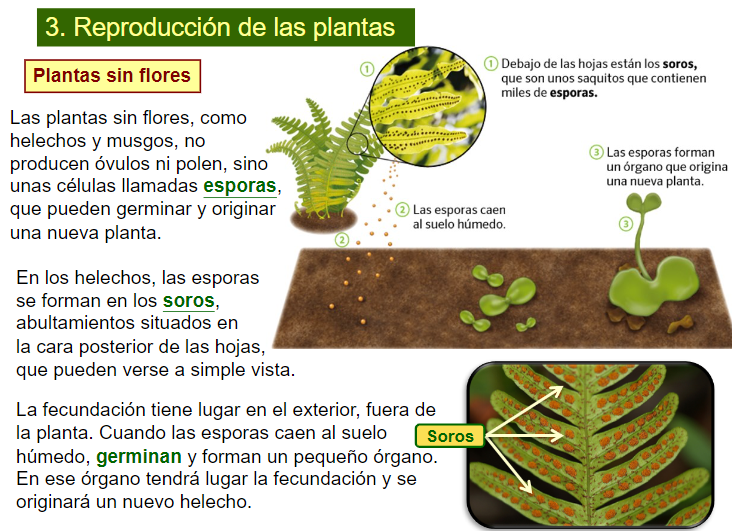 3. Reproducción de las plantas
Plantas sin flores
Las plantas sin flores, como
helechos y musgos, no
producen óvulos ni polen, sino
unas células llamadas esporas,
que pueden germinar y originar
una nueva planta.
En los helechos, las esporas
se forman en los soros,
abultamientos situados en
la cara posterior de las hojas,
que pueden verse a simple vista.
La fecundación tiene lugar en el exterior, fuera de
la planta. Cuando las esporas caen al suelo
húmedo, germinan y forman un pequeño órgano.
En ese órgano tendrá lugar la fecundación y se
originará un nuevo helecho.
1
1 Debajo de las hojas están los soros,
que son unos saquitos que contienen
miles de esporas.
2
2 Las esporas caen
al suelo húmedo.
3 Las esporas forman
un órgano que origina
una nueva planta.
3
Soros